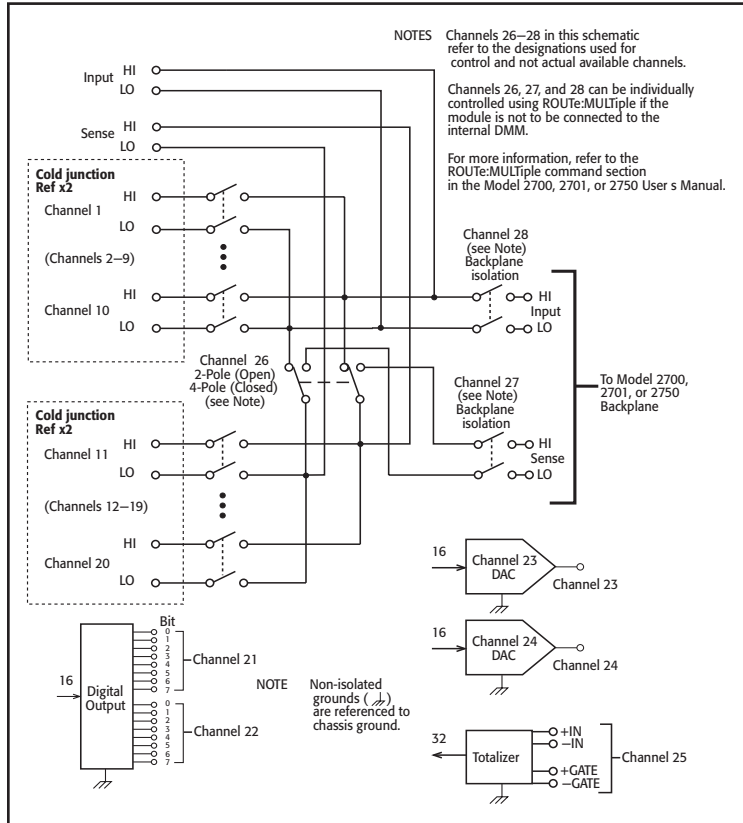 NOTES Channels 26–28 in this schematic
refer to the designations used for
control and not actual available channels.
Channels 26, 27, and 28 can be individually
controlled using ROUTe:MULTiple if the
module is not to be connected to the
internal DMM.
For more information, refer to the
ROUTe:MULTiple command section
in the Model 2700, 2701, or 2750 User s Manual.
Input HI
LO
Sense HI
LO
Cold junction
Ref x2
Channel 1
HI
LO
(Channels 2–9)
Channel 10
HI
LO
Channel 28
(see Note)
Backplane
isolation
HI
Input
LO
Channel 26
2-Pole (Open)
4-Pole (Closed)
(see Note)
Channel 27
(see Note)
Backplane
isolation
HI
Sense
LO
To Model 2700,
2701, or 2750
Backplane
Cold junction
Ref x2
Channel 11
HI
LO
(Channels 12–19)
Channel 20
HI
LO
16
Channel 23
DAC
Channel 23
16
Channel 24
DAC
Channel 24
16
Digital
Output
Bit
0
1
2
3
4
5
6
7
Channel 21
0
1
2
3
4
5
6
7
Channel 22
NOTE Non-isolated
grounds ( )
are referenced to
chassis ground.
32
Totalizer
+IN
–IN
+GATE
–GATE
Channel 25